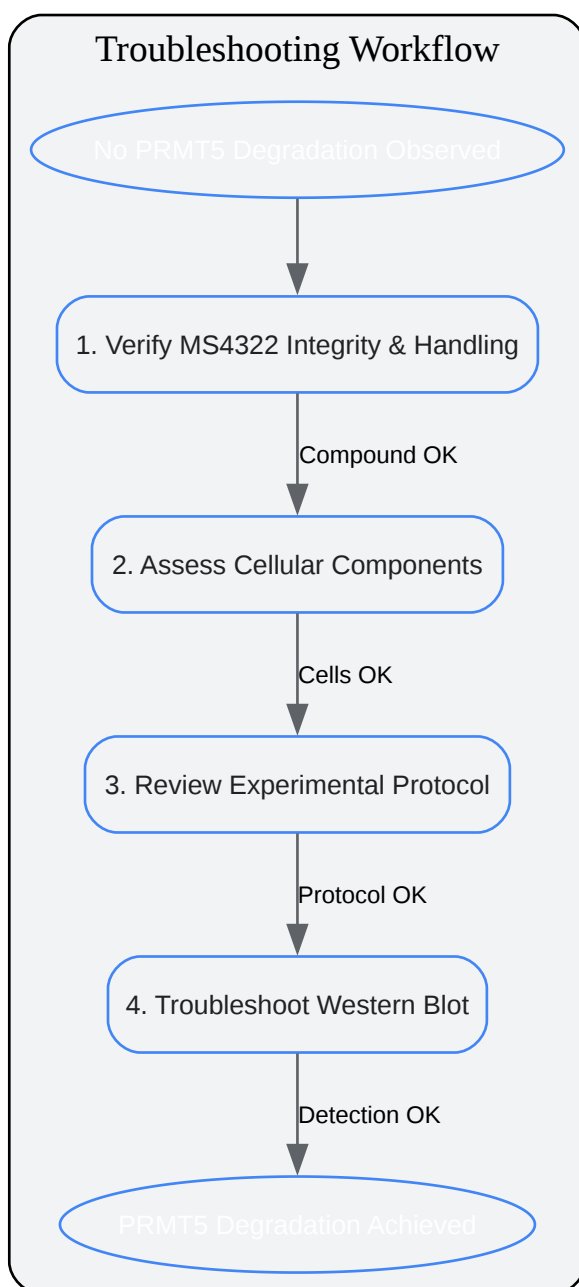 Troubleshooting Workflow
No PRMT5 Degradation Observed
1. Verify MS4322 Integrity & Handling
Compound OK
2. Assess Cellular Components
Cells OK
3. Review Experimental Protocol
Protocol OK
4. Troubleshoot Western Blot
Detection OK
PRMT5 Degradation Achieved